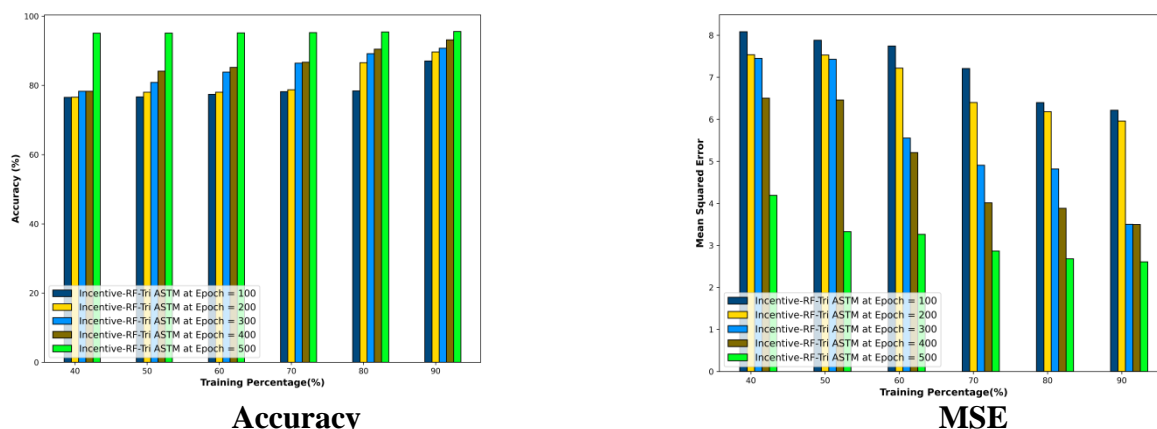 100
80
60
40
20
0
Accuracy (%)
Incentive-RF-Tri ASTM at Epoch = 100
Incentive-RF-Tri ASTM at Epoch = 200
Incentive-RF-Tri ASTM at Epoch = 300
Incentive-RF-Tri ASTM at Epoch = 400
Incentive-RF-Tri ASTM at Epoch = 500
40 50 60 70 80 90
Training Percentage(%)
Accuracy
8
7
6
5
4
3
2
1
0
Mean Squared Error
Incentive-RF-Tri ASTM at Epoch = 100
Incentive-RF-Tri ASTM at Epoch = 200
Incentive-RF-Tri ASTM at Epoch = 300
Incentive-RF-Tri ASTM at Epoch = 400
Incentive-RF-Tri ASTM at Epoch = 500
40 50 60 70 80 90
Training Percentage(%)
MSE